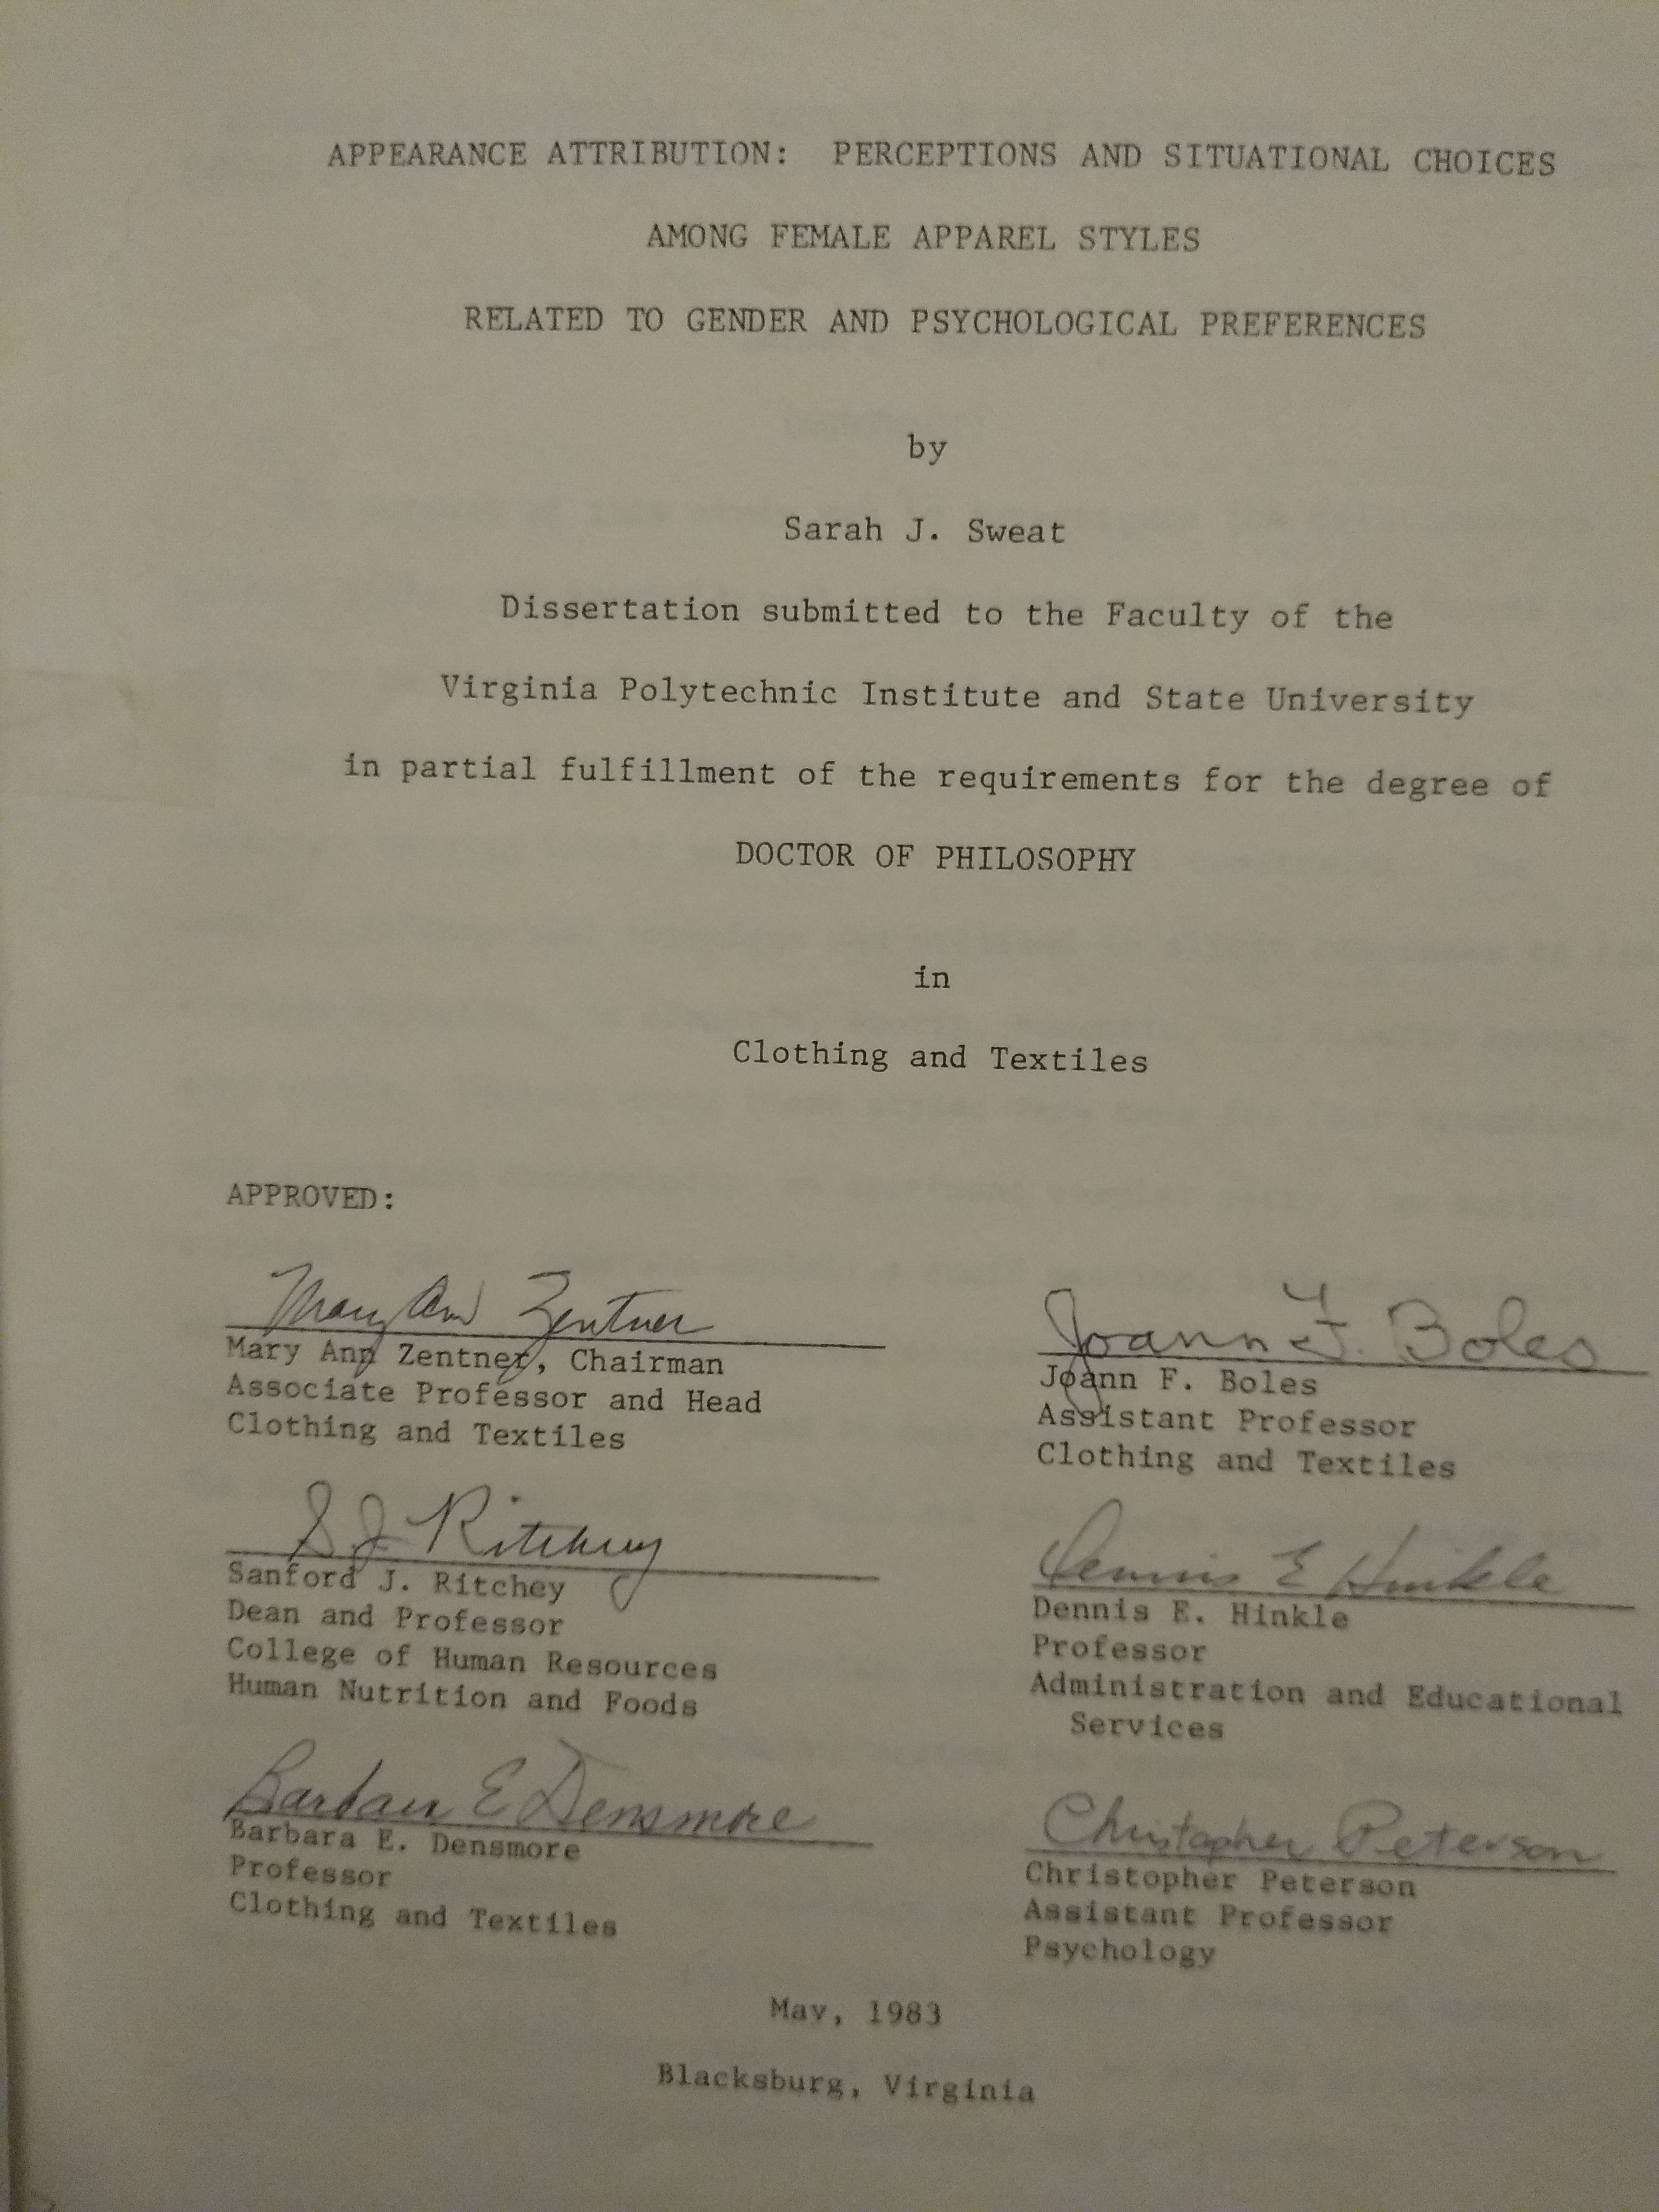 APPEARANCE ATTRIBUTION: PERCEPTIONS AND SITUATIONAL CHOICES
AMONG FEMALE APPAREL STYLES
RELATED TO GENDER AND PSYCHOLOGICAL PREFERENCES
by
Sarah J. Sweat
Dissertation submitted to the Faculty of the
Virginia Polytechnic Institute and State University
in partial fulfillment of the requirements for the degree of
DOCTOR OF PHILOSOPHY
in
Clothing and Textiles
APPROVED:
Mary Ann Zentner
Mary Ann Zentner, Chairman
Associate Professor and Head
Clothing and Textiles
Joann F. Boles
Joann F. Boles
Assistant Professor
Clothing and Textiles
S J Ritchey
Sanford J. Ritchey
Dean and Professor
College of Human Resources
Human Nutrition and Foods
Dennis E Hinkle
Dennis E. Hinkle
Professor
Administration and Educational
Services
Barbara E Densmore
Barbara E. Densmore
Professor
Clothing and Textiles
Christopher Peterson
Christopher Peterson
Assistant Professor
Psychology
May, 1983
Blacksburg, Virginia